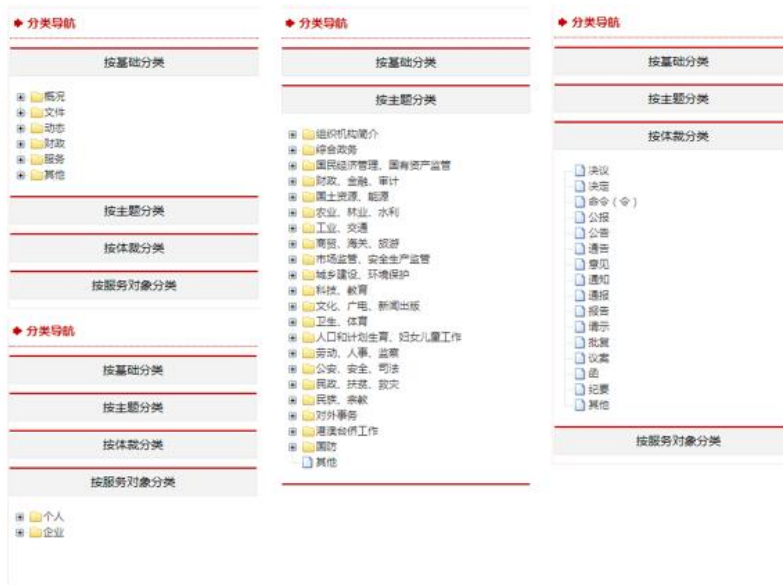 分类导航
按基础分类
概况
文件
动态
财政
服务
其他
按主题分类
按体裁分类
按服务对象分类
分类导航
按基础分类
按主题分类
按体裁分类
按服务对象分类
个人
企业
分类导航
按基础分类
按主题分类
组织机构简介
综合政务
国民经济管理、国有资产监管
财政、金融、审计
国土资源、能源
农业、林业、水利
工业、交通
商贸、海关、旅游
市场监管、安全生产监管
城乡建设、环境保护
科技、教育
文化、广电、新闻出版
卫生、体育
人口和计划生育、妇女儿童工作
劳动、人事、监察
公安、安全、司法
民政、扶贫、救灾
民族、宗教
对外事务
港澳台侨工作
国防
其他
分类导航
按基础分类
按主题分类
按体裁分类
决议
决定
命令（令）
公报
公告
通告
意见
通知
通报
报告
请示
批复
议案
函
纪要
其他
按服务对象分类